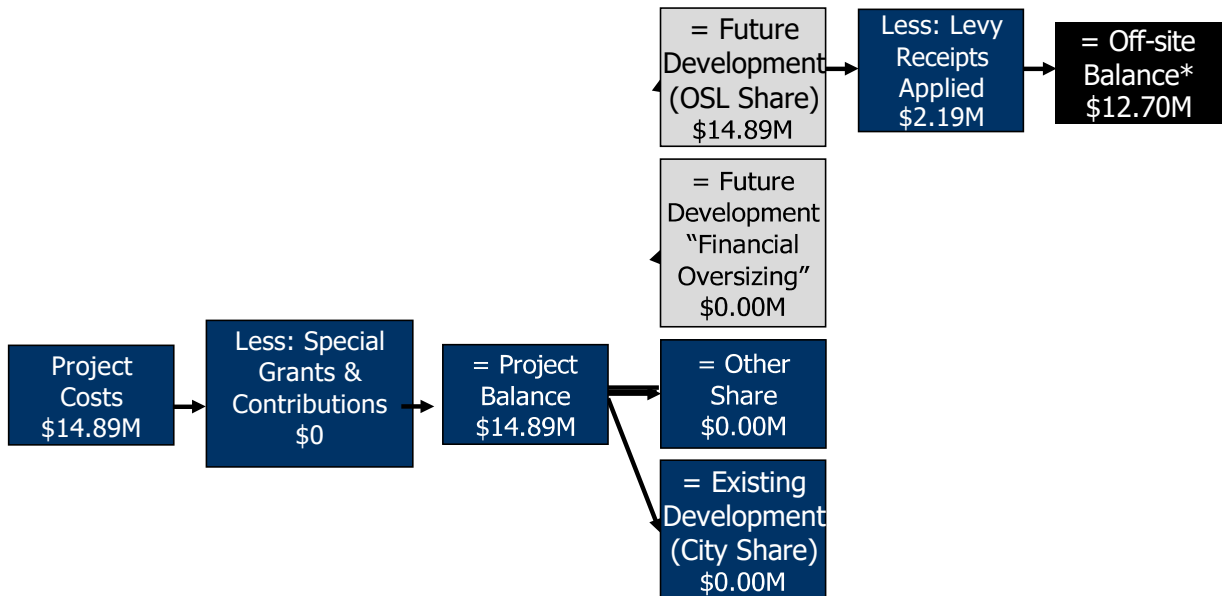 Project
Costs
$14.89M
Less: Special
Grants &
Contributions
$0
= Project
Balance
$14.89M
= Future
Development
(OSL Share)
$14.89M
Less: Levy
Receipts
Applied
$2.19M
= Off-site
Balance*
$12.70M
= Future
Development
“Financial
Oversizing”
$0.00M
= Other
Share
$0.00M
= Existing
Development
(City Share)
$0.00M